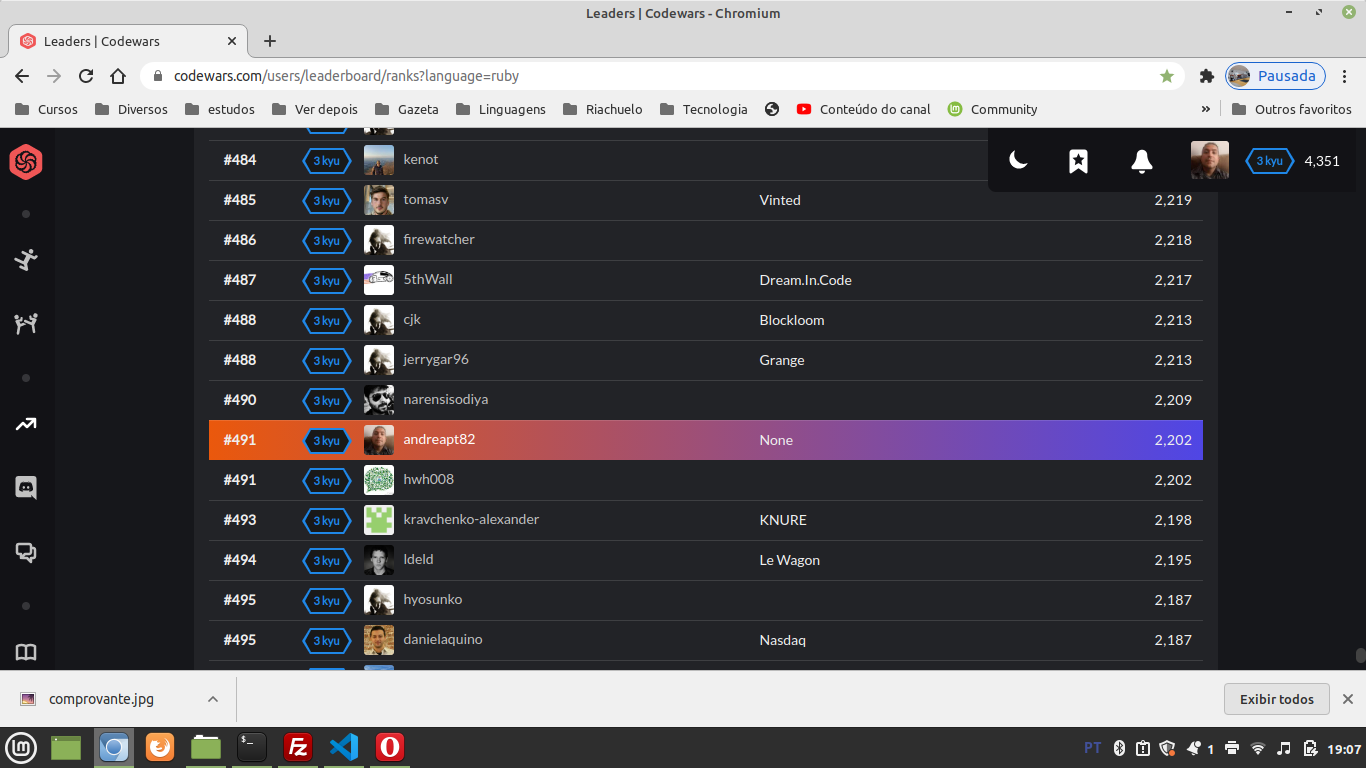 Leaders | Codewars - Chromium
Leaders | Codewars
codewars.com/users/leaderboard/ranks?language=ruby
Pausada
Cursos Diversos estudos Ver depois Gazeta Linguagens Riachuelo Tecnologia Conteúdo do canal Community » Outros favoritos
3 kyu 4,351
#484 3 kyu kenot
#485 3 kyu tomasv Vinted 2,219
#486 3 kyu firewatcher 2,218
#487 3 kyu 5thWall Dream.In.Code 2,217
#488 3 kyu cjk Blockloom 2,213
#488 3 kyu jerrygar96 Grange 2,213
#490 3 kyu narensisodiya 2,209
#491 3 kyu andreapt82 None 2,202
#491 3 kyu hwh008 2,202
#493 3 kyu kravchenko-alexander KNURE 2,198
#494 3 kyu ldeld Le Wagon 2,195
#495 3 kyu hyosunko 2,187
#495 3 kyu danielaquino Nasdaq 2,187
comprovante.jpg Exibir todos
PT 1 19:07